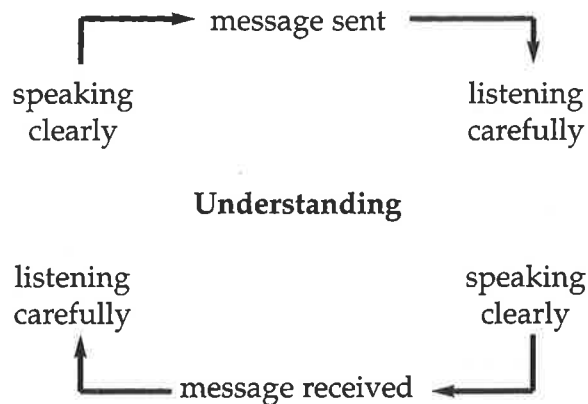 message sent
speaking
clearly
listening
carefully
Understanding
listening
carefully
speaking
clearly
message received